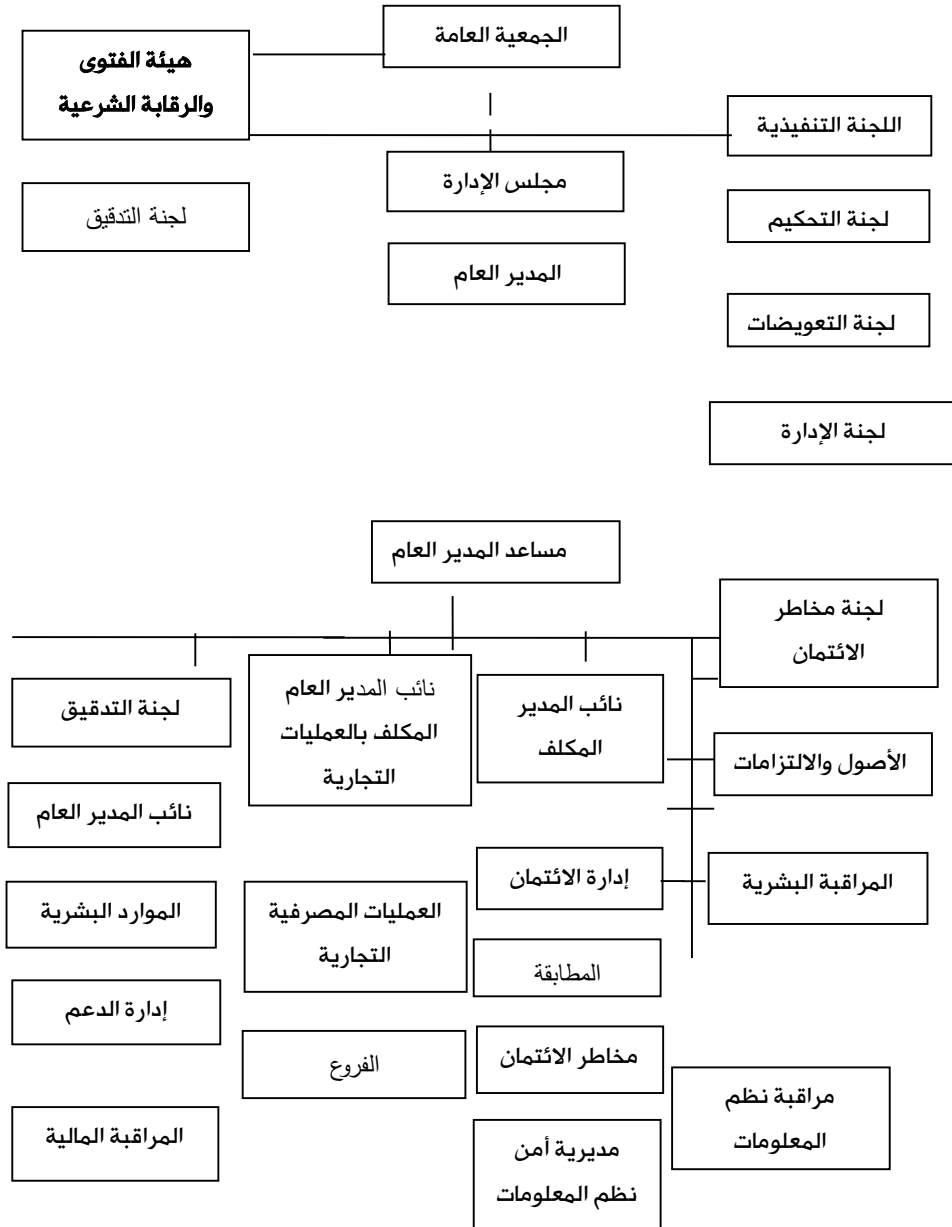 الجمعية العامة
هيئة الفتوى
والرقابة الشرعية
اللجنة التنفيذية
مجلس الإدارة
لجنة التدقيق
لجنة التحكيم
المدير العام
لجنة التعويضات
لجنة الإدارة
مساعد المدير العام
لجنة مخاطر
الائتمان
نائب المدير
المكلف
نائب المدير العام
المكلف بالعمليات
التجارية
لجنة التدقيق
الأصول والالتزامات
نائب المدير العام
المراقبة البشرية
إدارة الائتمان
العمليات المصرفية
التجارية
الموارد البشرية
المطابقة
إدارة الدعم
مخاطر الائتمان
الفروع
مراقبة نظم
المعلومات
مديرية أمن
نظم المعلومات
المراقبة المالية